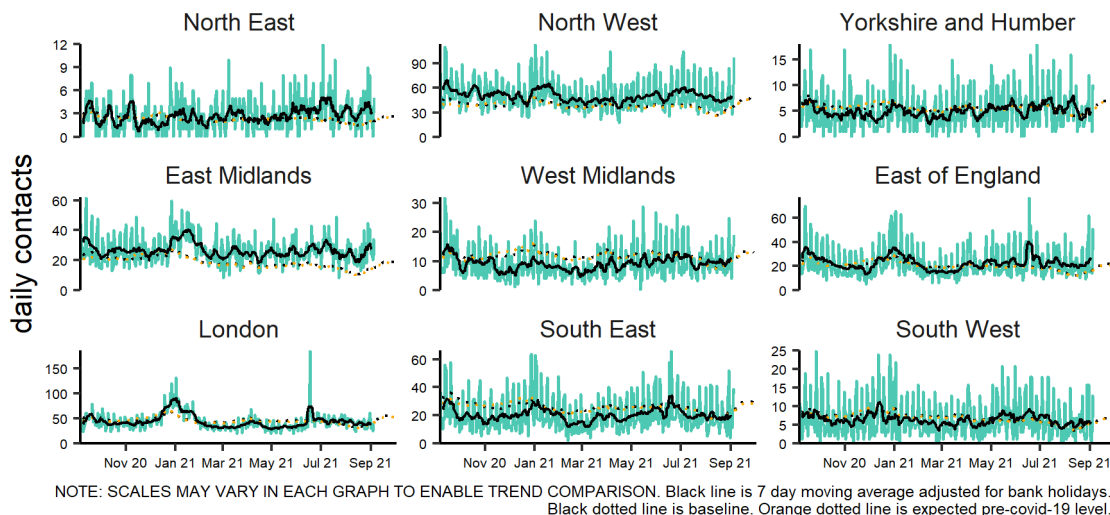 North East
North West
Yorkshire and Humber
12
9
6
3
0
90
60
30
0
15
10
5
0
daily contacts
East Midlands
West Midlands
East of England
60
40
20
0
30
20
10
0
60
40
20
0
London
South East
South West
150
100
50
0
60
40
20
0
25
20
15
10
5
0
Nov 20 Jan 21 Mar 21 May 21 Jul 21 Sep 21
Nov 20 Jan 21 Mar 21 May 21 Jul 21 Sep 21
Nov 20 Jan 21 Mar 21 May 21 Jul 21 Sep 21
NOTE: SCALES MAY VARY IN EACH GRAPH TO ENABLE TREND COMPARISON. Black line is 7 day moving average adjusted for bank holidays.
Black dotted line is baseline. Orange dotted line is expected pre-covid-19 level.